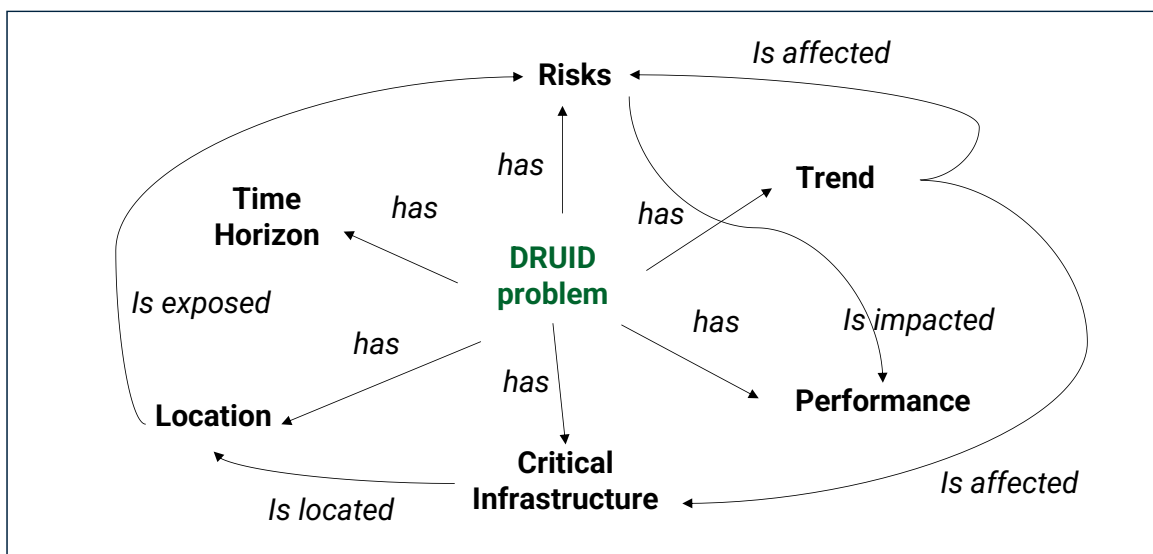 Is affected
Risks
has
Trend
Time
Horizon
has
has
DRUID
problem
Is exposed
has
has
Is impacted
has
Location
Performance
Critical
Infrastructure
Is located
Is affected